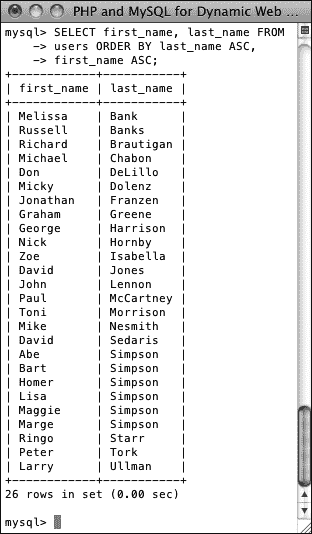 PHP and MySQL for Dynamic Web ...
mysql> SELECT first_name, last_name FROM
    -> users ORDER BY last_name ASC,
    -> first_name ASC;
+------------+-----------+
| first_name | last_name |
+------------+-----------+
| Melissa    | Bank      |
| Russell    | Banks     |
| Richard    | Brautigan |
| Michael    | Chabon    |
| Don        | DeLillo   |
| Micky      | Dolenz    |
| Jonathan   | Franzen   |
| Graham     | Greene    |
| George     | Harrison  |
| Nick       | Hornby    |
| Zoe        | Isabella  |
| David      | Jones     |
| John       | Lennon    |
| Paul       | McCartney |
| Toni       | Morrison  |
| Mike       | Nesmith   |
| David      | Sedaris   |
| Abe        | Simpson   |
| Bart       | Simpson   |
| Homer      | Simpson   |
| Lisa       | Simpson   |
| Maggie     | Simpson   |
| Marge      | Simpson   |
| Ringo      | Starr     |
| Peter      | Tork      |
| Larry      | Ullman    |
+------------+-----------+
26 rows in set (0.00 sec)
mysql>